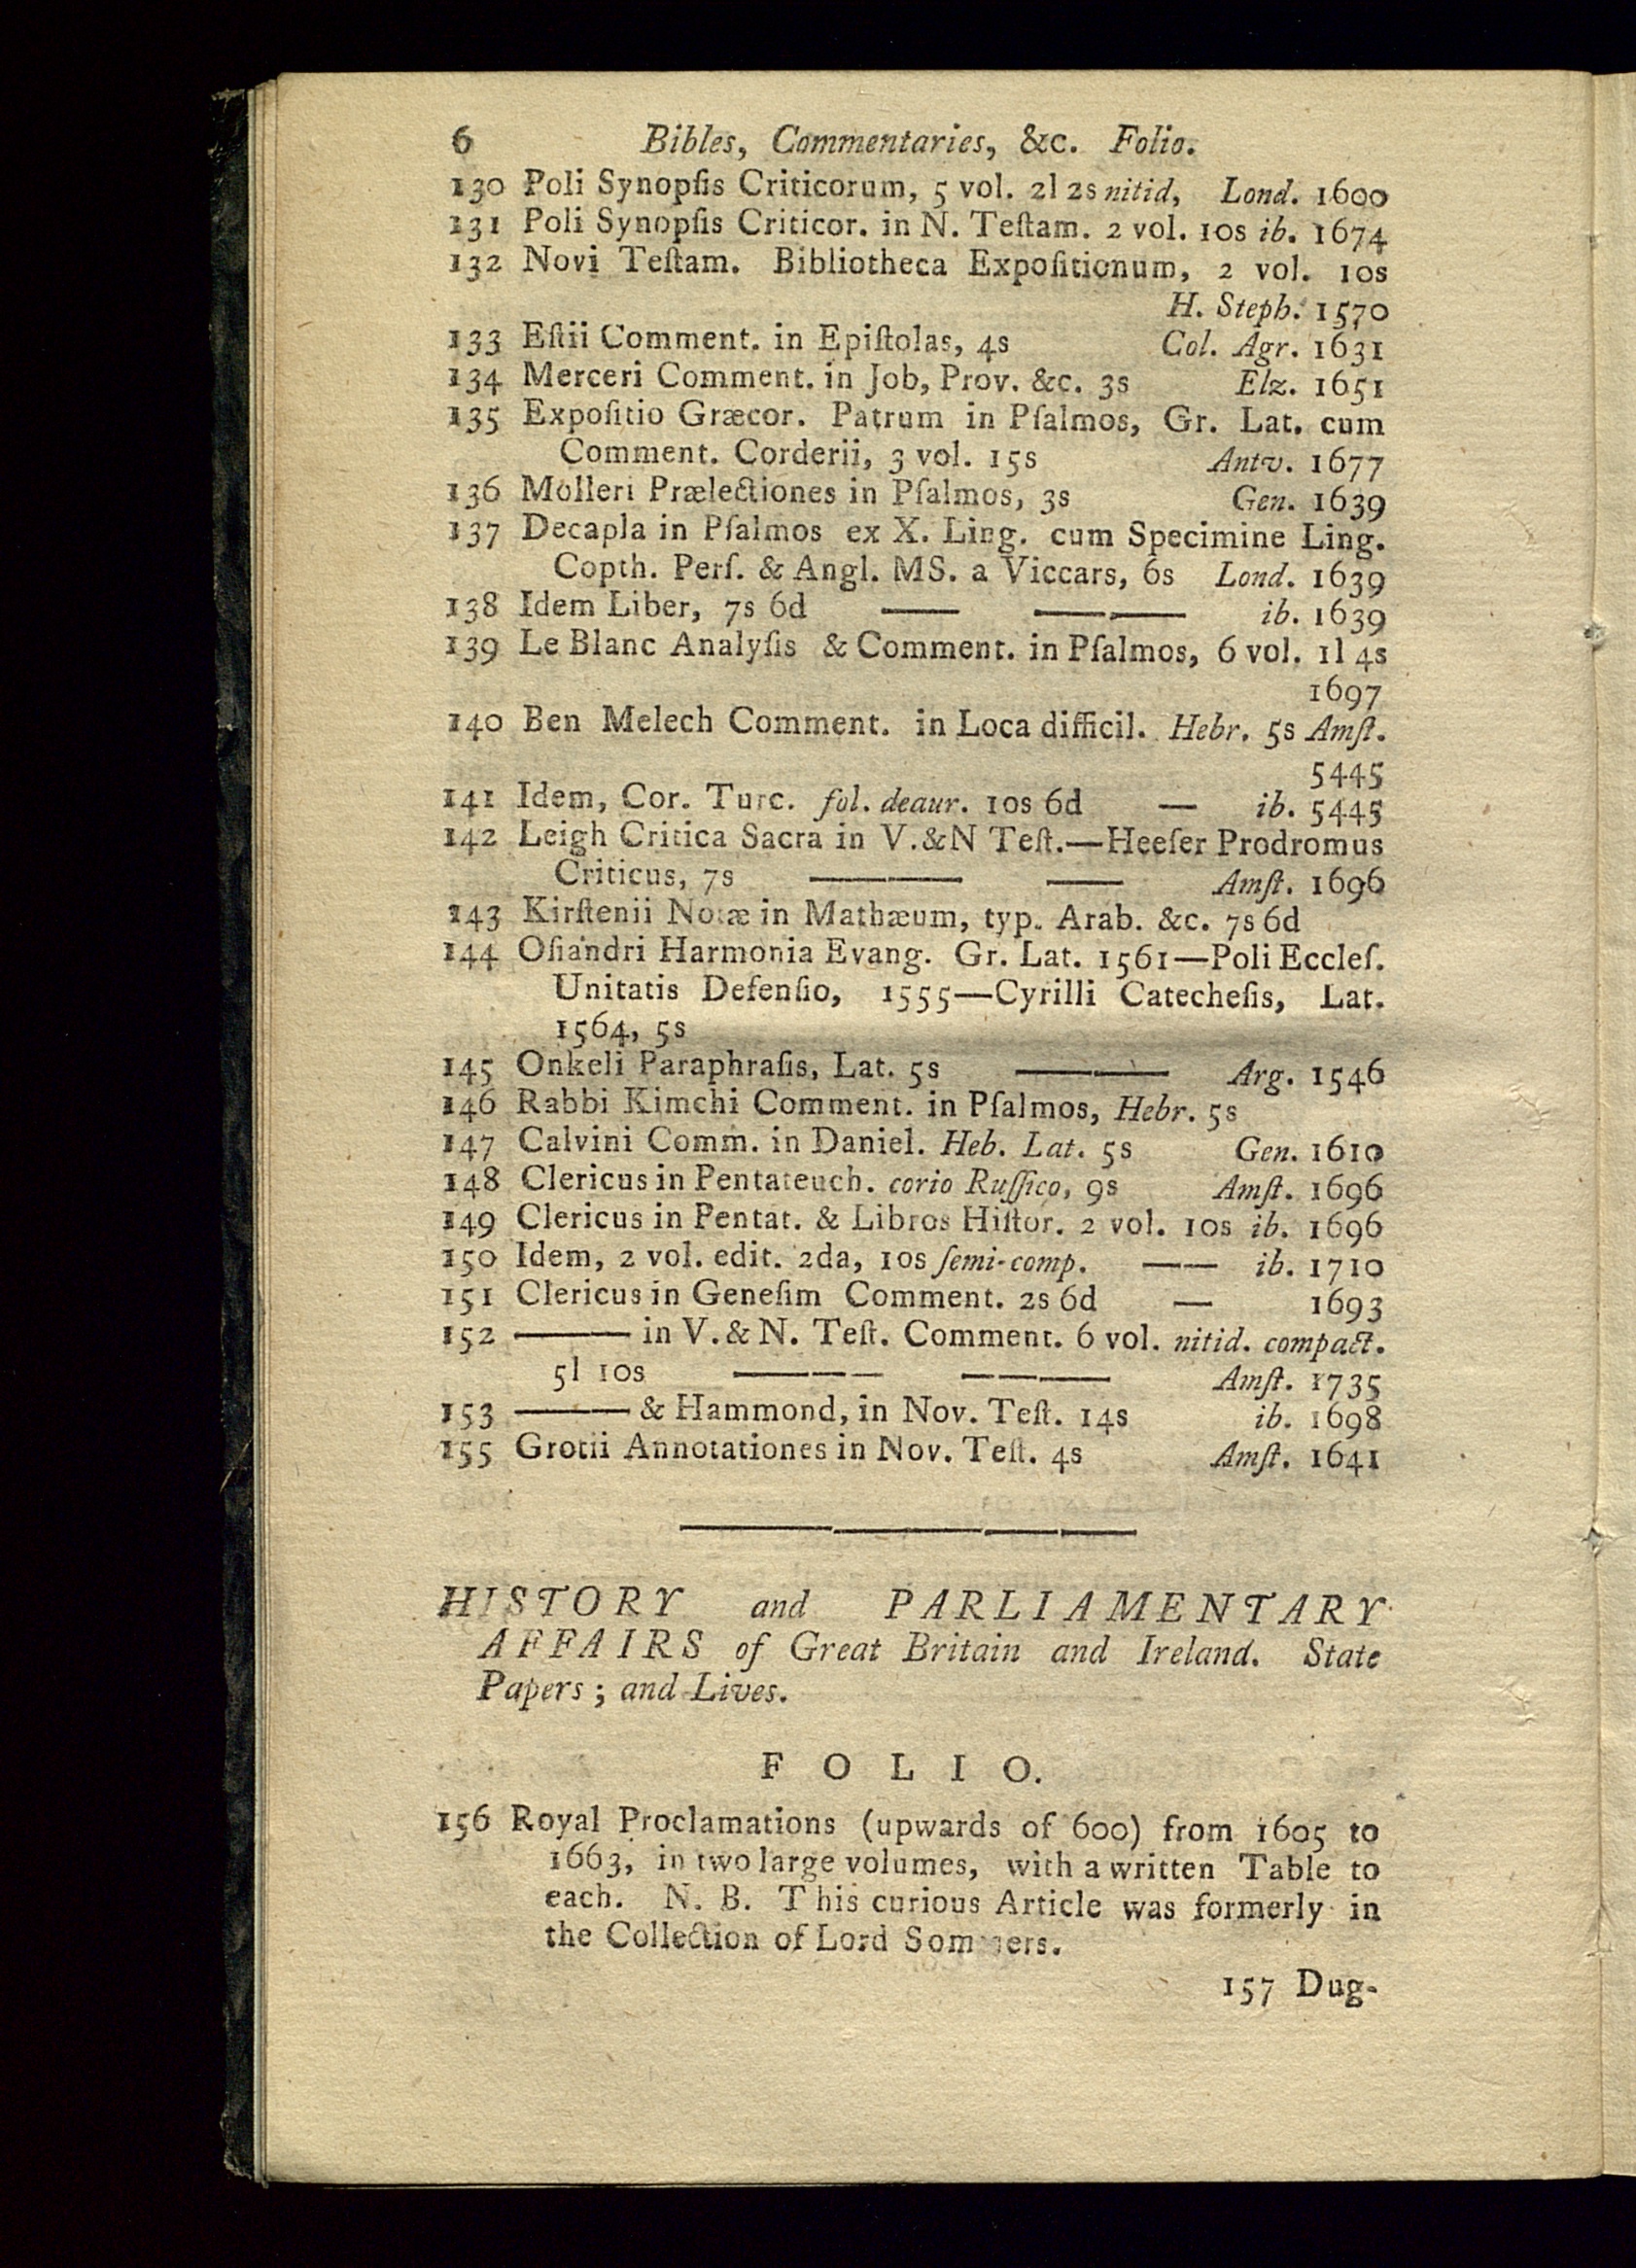 6 Bibles, Commentaries, &c. Folio.
130 Poli Synopſis Criticorum, 5 vol. 2l 2s nitid, Lond. 1600
131 Poli Synopſis Criticor. in N. Teſtam. 2 vol. 10s ib. 1674
132 Novi Teſtam. Bibliotheca Expoſitionum, 2 vol. 10s
H. Steph. 1570
133 Eſtii Comment. in Epiſtolas, 4s Col. Agr. 1631
134 Merceri Comment. in Job, Prov. &c. 3s Elz. 1651
135 Expoſitio Græcor. Patrum in Pſalmos, Gr. Lat. cum
Comment. Corderii, 3 vol. 15s Antv. 1677
136 Molleri Prælectiones in Pſalmos, 3s Gen. 1639
137 Decapla in Pſalmos ex X. Ling. cum Specimine Ling.
Copth. Perſ. & Angl. MS. a Viccars, 6s Lond. 1639
138 Idem Liber, 7s 6d —— ——— ib. 1639
139 Le Blanc Analyſis & Comment. in Pſalmos, 6 vol. 1l 4s
1697
140 Ben Melech Comment. in Loca difficil. Hebr. 5s Amſt.
5445
141 Idem, Cor. Turc. fol. deaur. 10s 6d — ib. 5445
142 Leigh Critica Sacra in V.&N Teſt.—Heeſer Prodromus
Criticus, 7s ——— —— Amſt. 1696
143 Kirſtenii Notæ in Mathæum, typ. Arab. &c. 7s 6d
144 Oſiandri Harmonia Evang. Gr. Lat. 1561—Poli Eccleſ.
Unitatis Defenſio, 1555—Cyrilli Catecheſis, Lat.
1564, 5s
145 Onkeli Paraphraſis, Lat. 5s ——— Arg. 1546
146 Rabbi Kimchi Comment. in Pſalmos, Hebr. 5s
147 Calvini Comm. in Daniel. Heb. Lat. 5s Gen. 1610
148 Clericus in Pentateuch. corio Ruſſico, 9s Amſt. 1696
149 Clericus in Pentat. & Libros Hiſtor. 2 vol. 10s ib. 1696
150 Idem, 2 vol. edit. 2da, 10s ſemi-comp. —— ib. 1710
151 Clericus in Geneſim Comment. 2s 6d — 1693
152 ——— in V.&N. Teſt. Comment. 6 vol. nitid. compact.
5l 10s ——— ——— Amſt. 1735
153 ——— & Hammond, in Nov. Teſt. 14s ib. 1698
155 Grotii Annotationes in Nov. Teſt. 4s Amſt. 1641
HISTORY and PARLIAMENTARY
AFFAIRS of Great Britain and Ireland. State
Papers; and Lives.
FOLIO.
156 Royal Proclamations (upwards of 600) from 1605 to
1663, in two large volumes, with a written Table to
each. N. B. This curious Article was formerly in
the Collection of Lord Sommers.
157 Dug-